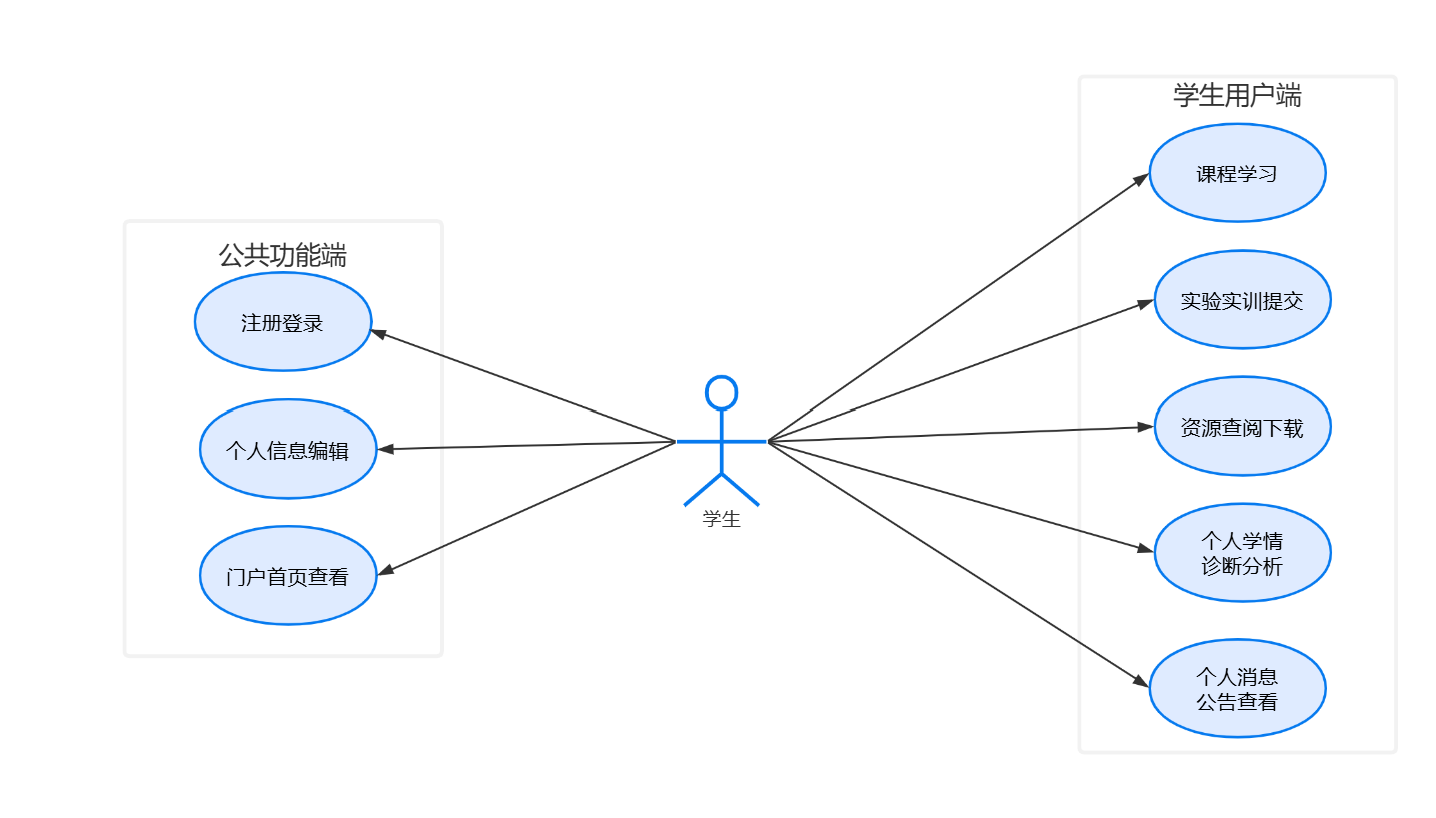 公共功能端
注册登录
个人信息编辑
门户首页查看
学生
学生用户端
课程学习
实验实训提交
资源查阅下载
个人学情
诊断分析
个人消息
公告查看